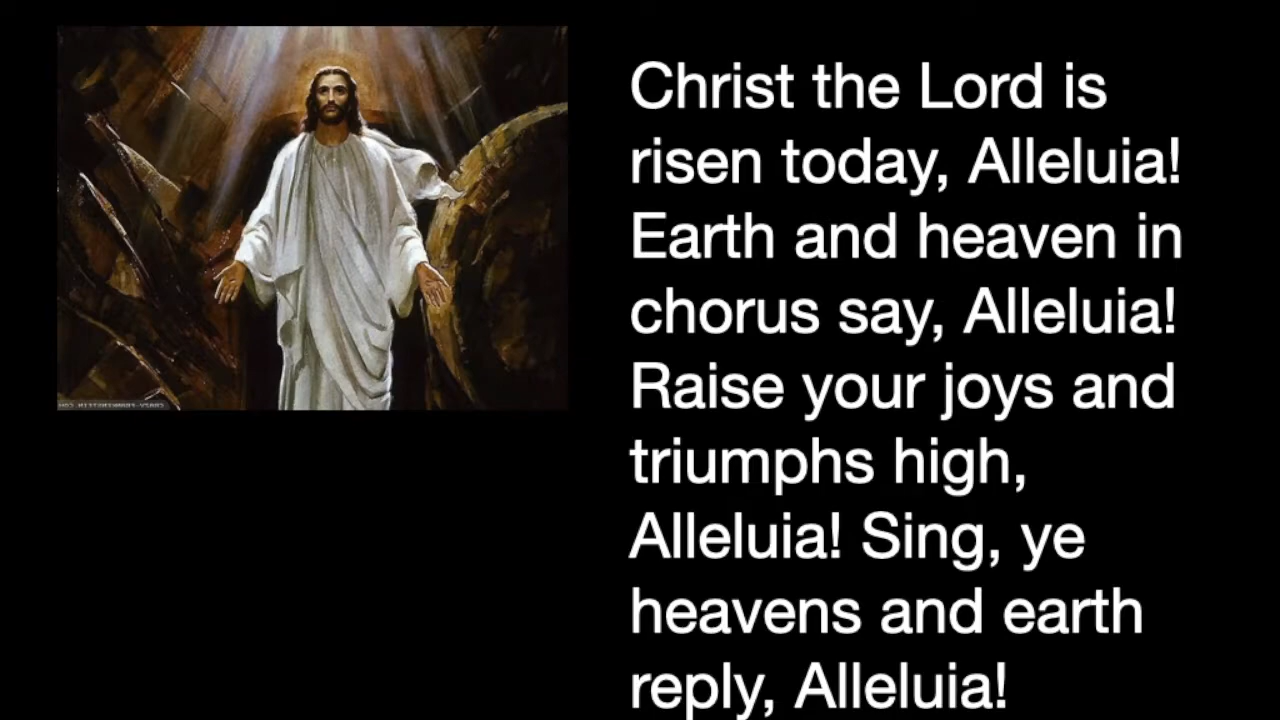 Christ the Lord is
risen today, Alleluia!
Earth and heaven in
chorus say, Alleluia!
Raise your joys and
triumphs high,
Alleluia! Sing, ye
heavens and earth
reply, Alleluia!